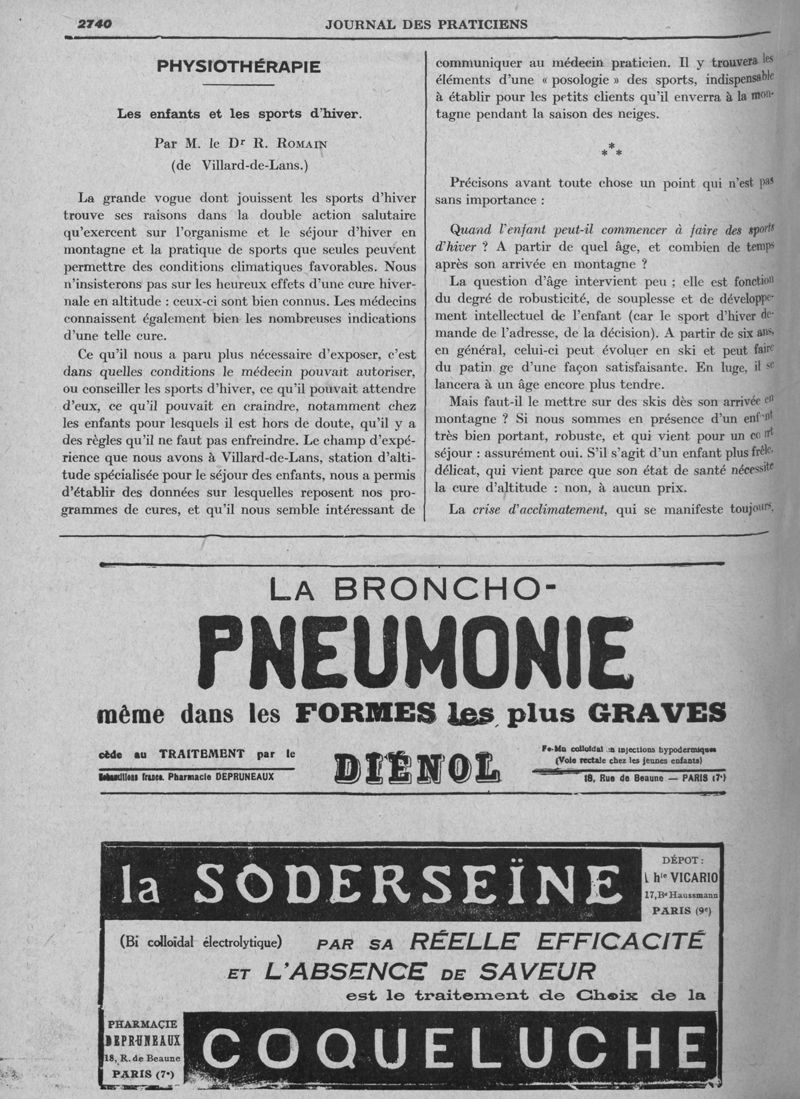 2740
JOURNAL DES PRATICIENS
PHYSIOTHÉRAPIE
Les enfants et les sports d'hiver.
Par M. le Dr R. ROMAIN
(de Villard-de-Lans.)
La grande vogue dont jouissent les sports d'hiver
trouve ses raisons dans la double action salutaire
qu'exercent sur l'organisme et le séjour d'hiver en
montagne et la pratique de sports que seules peuvent
permettre des conditions climatiques favorables. Nous
n'insisterons pas sur les heureux effets d'une cure hiver-
nale en altitude : ceux-ci sont bien connus. Les médecins
connaissent également bien les nombreuses indications
d'une telle cure.
Ce qu'il nous a paru plus nécessaire d'exposer, c'est
dans quelles conditions le médecin pouvait autoriser,
ou conseiller les sports d'hiver, ce qu'il pouvait attendre
d'eux, ce qu'il pouvait en craindre, notamment chez
les enfants pour lesquels il est hors de doute, qu'il y a
des règles qu'il ne faut pas enfreindre. Le champ d'expé-
rience que nous avons à Villard-de-Lans, station d'alti-
tude spécialisée pour le séjour des enfants, nous a permis
d'établir des données sur lesquelles reposent nos pro-
grammes de cures, et qu'il nous semble intéressant de
communiquer au médecin praticien. Il y trouvera les
éléments d'une « posologie » des sports, indispensable
à établir pour les petits clients qu'il enverra à la mon-
tagne pendant la saison des neiges.
*
* *
Précisons avant toute chose un point qui n'est pas
sans importance :
Quand l'enfant peut-il commencer à faire des sports
d'hiver ? A partir de quel âge, et combien de temps
après son arrivée en montagne ?
La question d'âge intervient peu ; elle est fonction
du degré de robusticité, de souplesse et de développe-
ment intellectuel de l'enfant (car le sport d'hiver de-
mande de l'adresse, de la décision). A partir de six ans,
en général, celui-ci peut évoluer en ski et peut faire
du patin ge d'une façon satisfaisante. En luge, il se
lancera à un âge encore plus tendre.
Mais faut-il le mettre sur des skis dès son arrivée en
montagne ? Si nous sommes en présence d'un enf nt
très bien portant, robuste, et qui vient pour un co rt
séjour : assurément oui. S'il s'agit d'un enfant plus frêle,
délicat, qui vient parce que son état de santé nécessite
la cure d'altitude : non, à aucun prix.
La crise d'acclimatement, qui se manifeste toujours,
LA BRONCHO-
PNEUMONIE
même dans les FORMES les plus GRAVES
cède au TRAITEMENT par le
Echantillons franco. Pharmacie DEPRUNEAUX
DIÉNOL
Fe-Mn colloïdal en injections hypodermiques
(Voie rectale chez les jeunes enfants)
18, Rue de Beaune — PARIS (7e)
la SODERSEÏNE
DÉPOT :
hie VICARIO
17, Bd Haussmann
PARIS (9e)
(Bi colloïdal électrolytique) PAR SA RÉELLE EFFICACITÉ
ET L'ABSENCE DE SAVEUR
est le traitement de Choix de la
PHARMACIE
DEPRUNEAUX
18, R. de Beaune
PARIS (7e)
COQUELUCHE